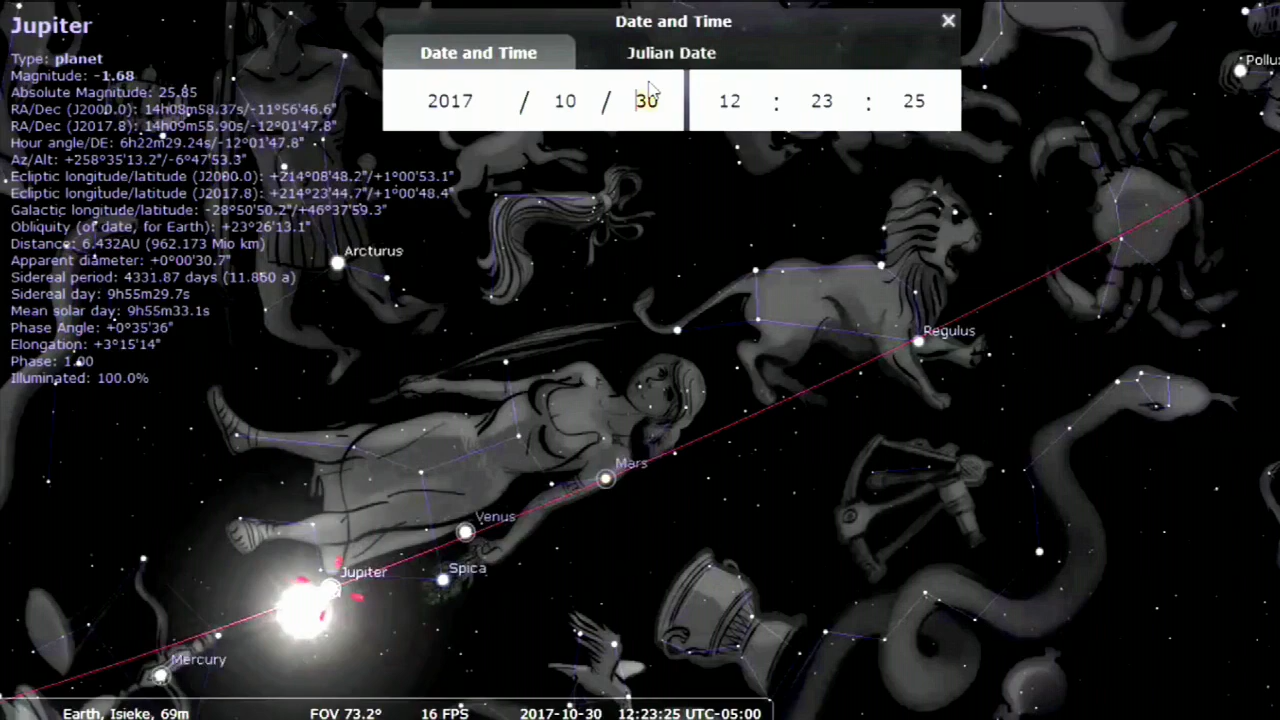 Jupiter
Type: planet
Magnitude: -1.68
Absolute Magnitude: 25.85
RA/Dec (J2000.0): 14h08m58.37s/-11°56'46.6"
RA/Dec (J2017.8): 14h09m55.90s/-12°01'47.8"
Hour angle/DE: 6h22m29.24s/-12°01'47.8"
Az/Alt: +258°35'13.2"/-6°47'53.3"
Ecliptic longitude/latitude (J2000.0): +214°08'48.2"/+1°00'53.1"
Ecliptic longitude/latitude (J2017.8): +214°23'44.7"/+1°00'48.4"
Galactic longitude/latitude: -28°50'50.2"/+46°37'59.3"
Obliquity (of date, for Earth): +23°26'13.1"
Distance: 6.432AU (962.173 Mio km)
Apparent diameter: +0°00'30.7"
Sidereal period: 4331.87 days (11.860 a)
Sidereal day: 9h55m29.7s
Mean solar day: 9h55m33.1s
Phase Angle: +0°35'36"
Elongation: +3°15'14"
Phase: 1.00
Illuminated: 100.0%
Date and Time
Date and Time Julian Date
2017 / 10 / 30 12 : 23 : 25
Pollux
Arcturus
Regulus
Mars
Venus
Spica
Jupiter
Mercury
Earth, Isieke, 69m FOV 73.2° 16 FPS 2017-10-30 12:23:25 UTC-05:00